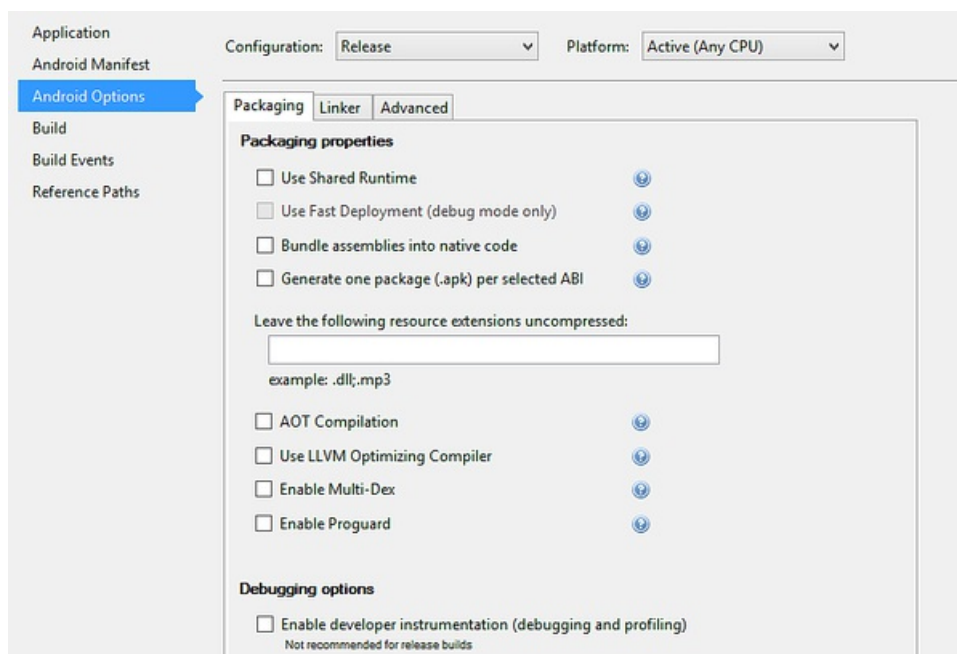 Application
Android Manifest
Android Options
Build
Build Events
Reference Paths
Configuration: Release Platform: Active (Any CPU)
Packaging Linker Advanced
Packaging properties
Use Shared Runtime
Use Fast Deployment (debug mode only)
Bundle assemblies into native code
Generate one package (.apk) per selected ABI
Leave the following resource extensions uncompressed:
example: .dll;.mp3
AOT Compilation
Use LLVM Optimizing Compiler
Enable Multi-Dex
Enable Proguard
Debugging options
Enable developer instrumentation (debugging and profiling)
Not recommended for release builds